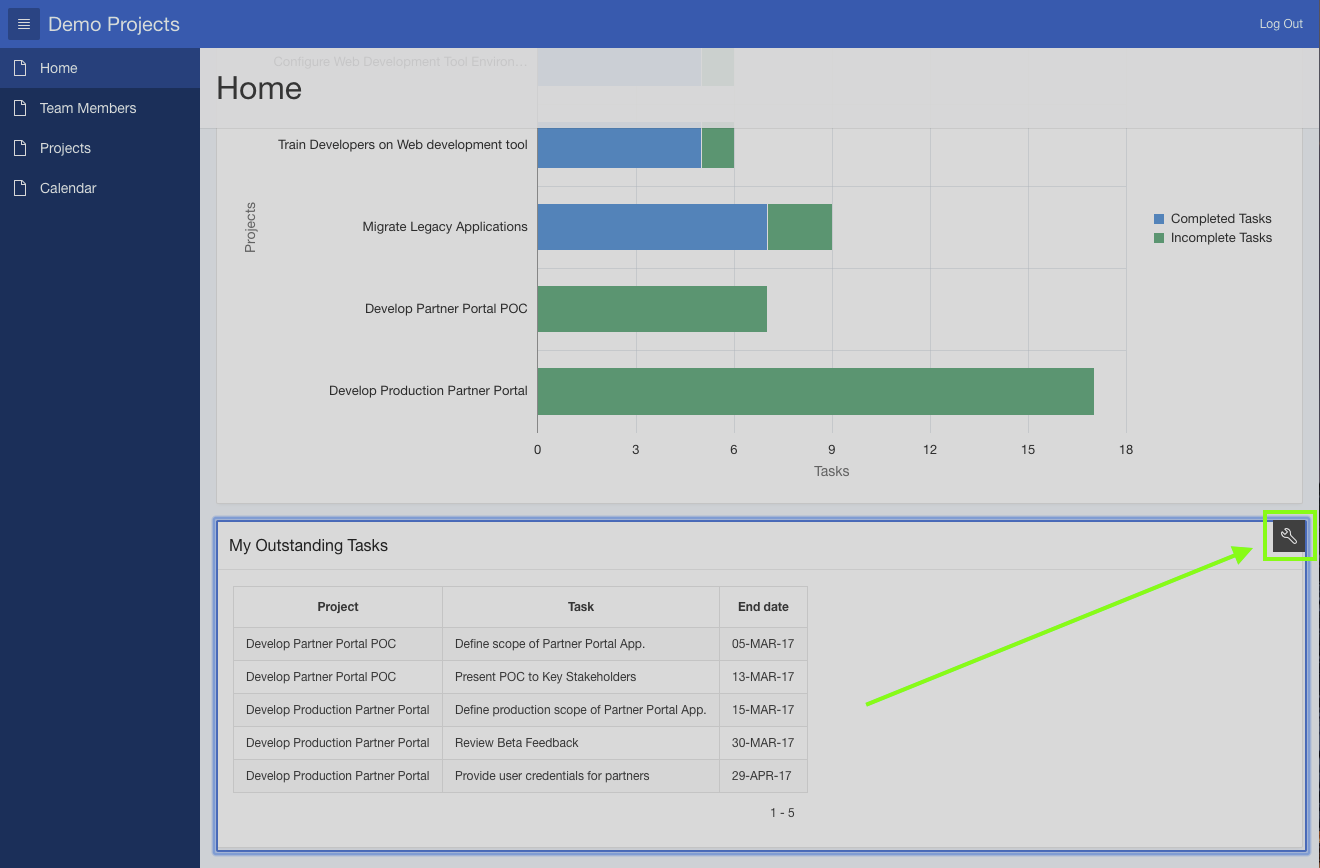 Demo Projects
Log Out
Home
Team Members
Projects
Calendar
Configure Web Development Tool Environ...
Home
Train Developers on Web development tool
Migrate Legacy Applications
Develop Partner Portal POC
Develop Production Partner Portal
Projects
0 3 6 9 12 15 18
Tasks
Completed Tasks
Incomplete Tasks
My Outstanding Tasks
Project Task End date
Develop Partner Portal POC Define scope of Partner Portal App. 05-MAR-17
Develop Partner Portal POC Present POC to Key Stakeholders 13-MAR-17
Develop Production Partner Portal Define production scope of Partner Portal App. 15-MAR-17
Develop Production Partner Portal Review Beta Feedback 30-MAR-17
Develop Production Partner Portal Provide user credentials for partners 29-APR-17
1 - 5